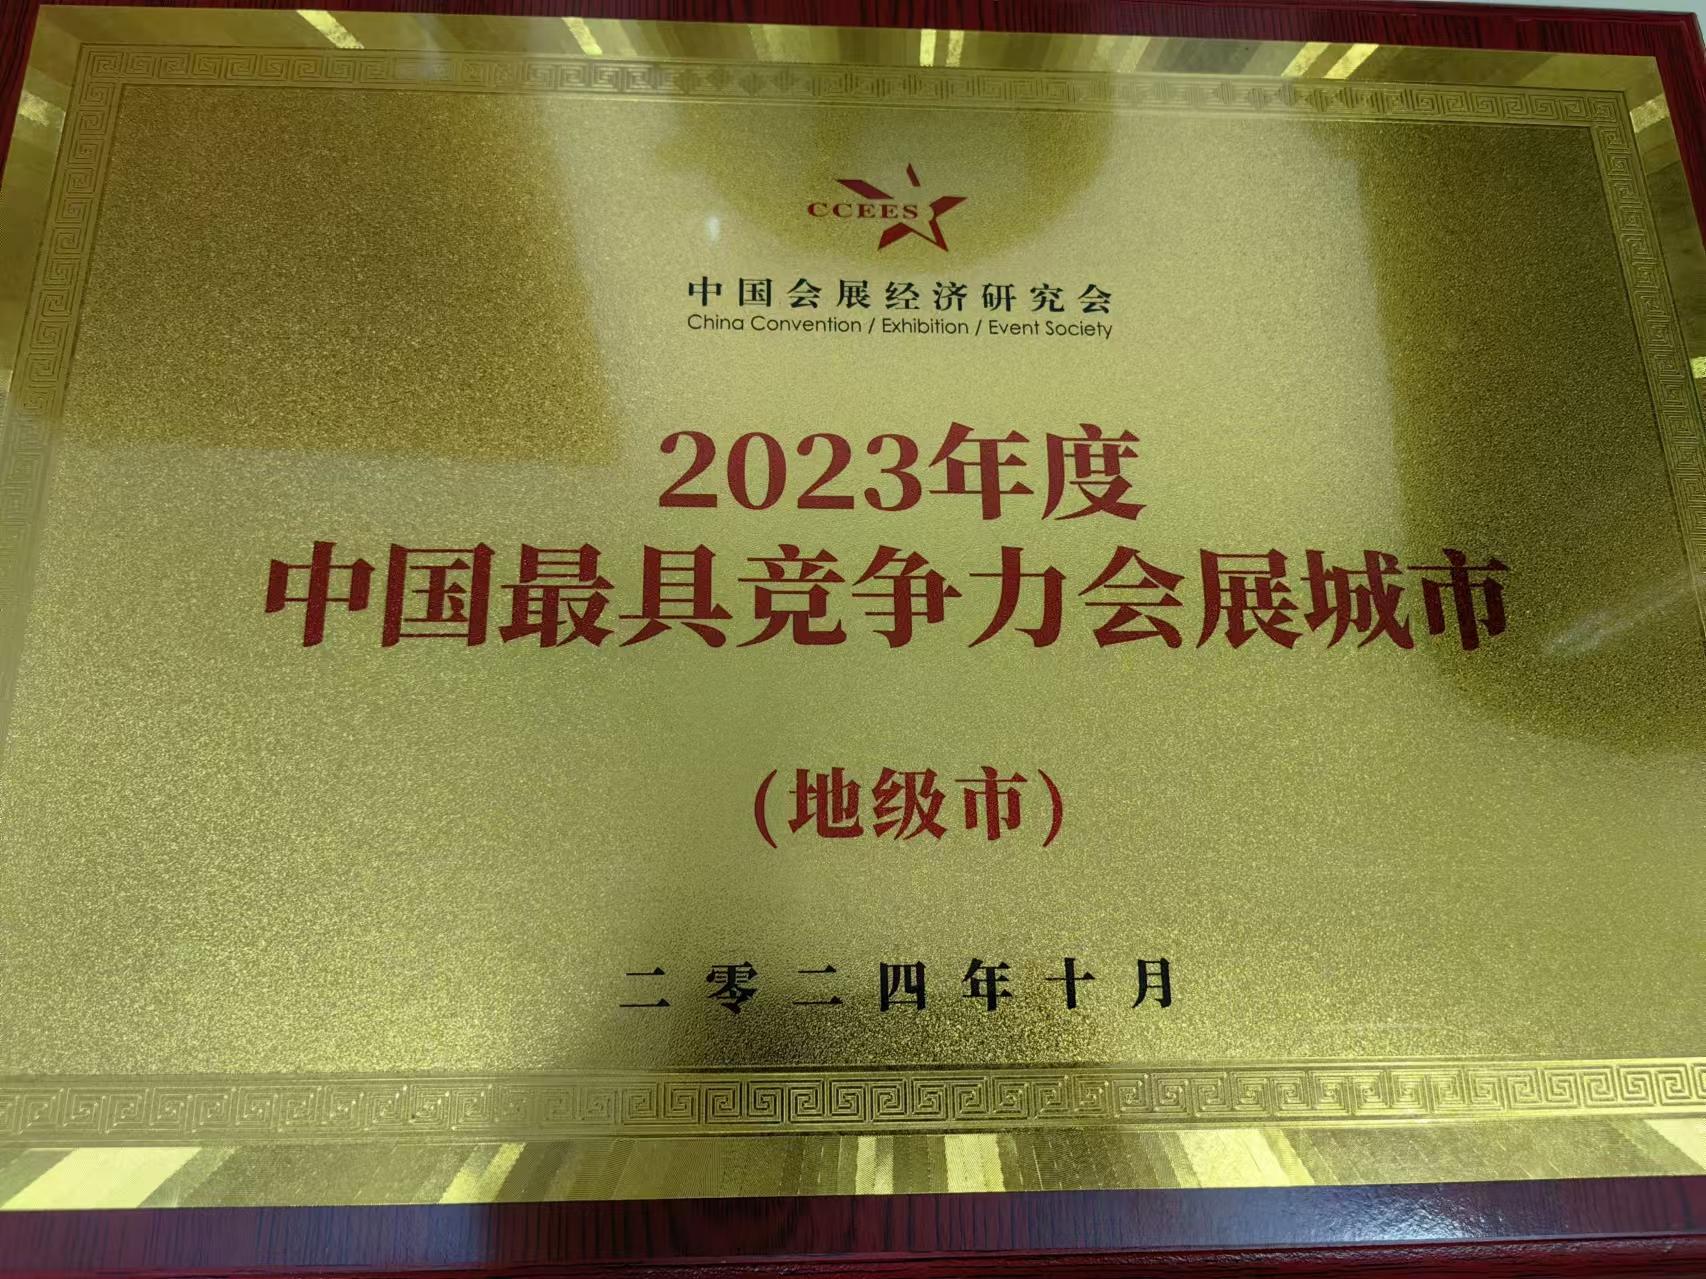 CCEES
中国会展经济研究会
China Convention / Exhibition / Event Society
2023年度
中国最具竞争力会展城市
(地级市)
二零二四年十月